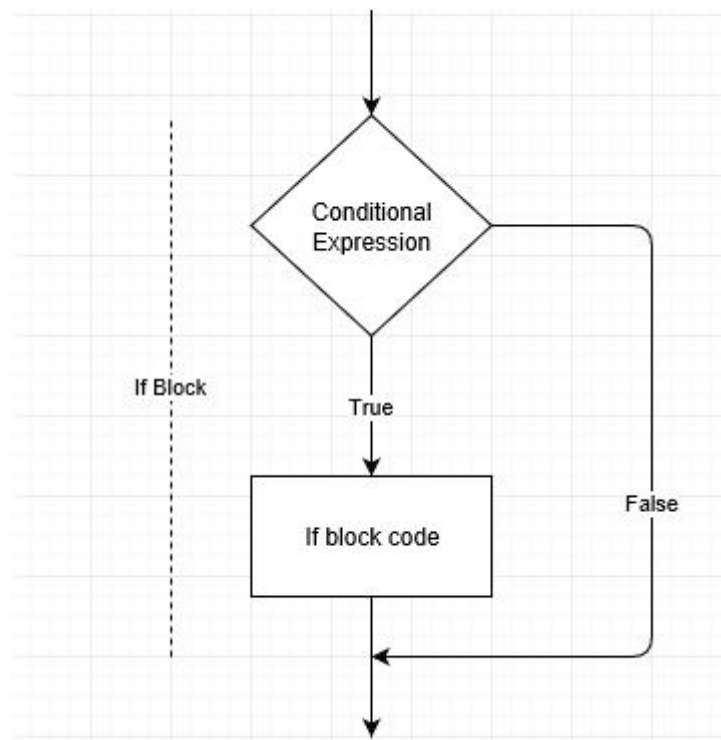 Conditional
Expression
If Block
True
False
If block code